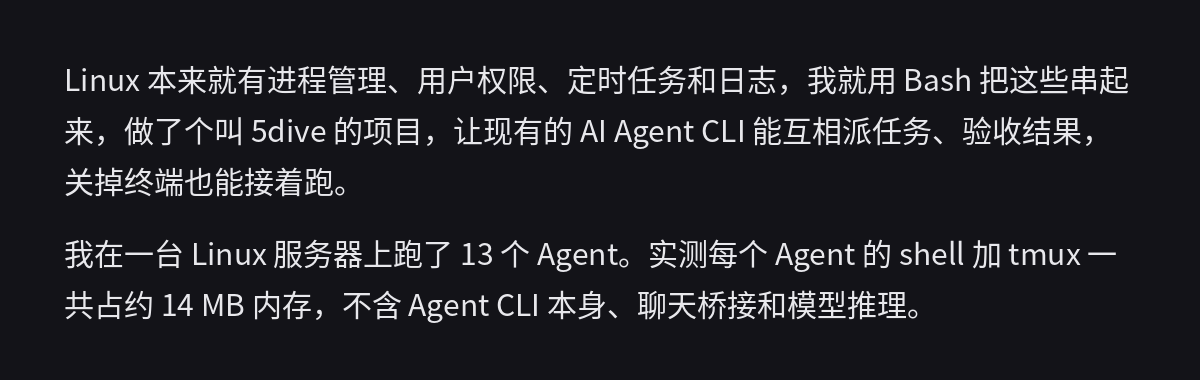 Linux 本来就有进程管理、用户权限、定时任务和日志，我就用 Bash 把这些串起
来，做了个叫 5dive 的项目，让现有的 AI Agent CLI 能互相派任务、验收结果，
关掉终端也能接着跑。
我在一台 Linux 服务器上跑了 13 个 Agent。实测每个 Agent 的 shell 加 tmux 一
共占约 14 MB 内存，不含 Agent CLI 本身、聊天桥接和模型推理。